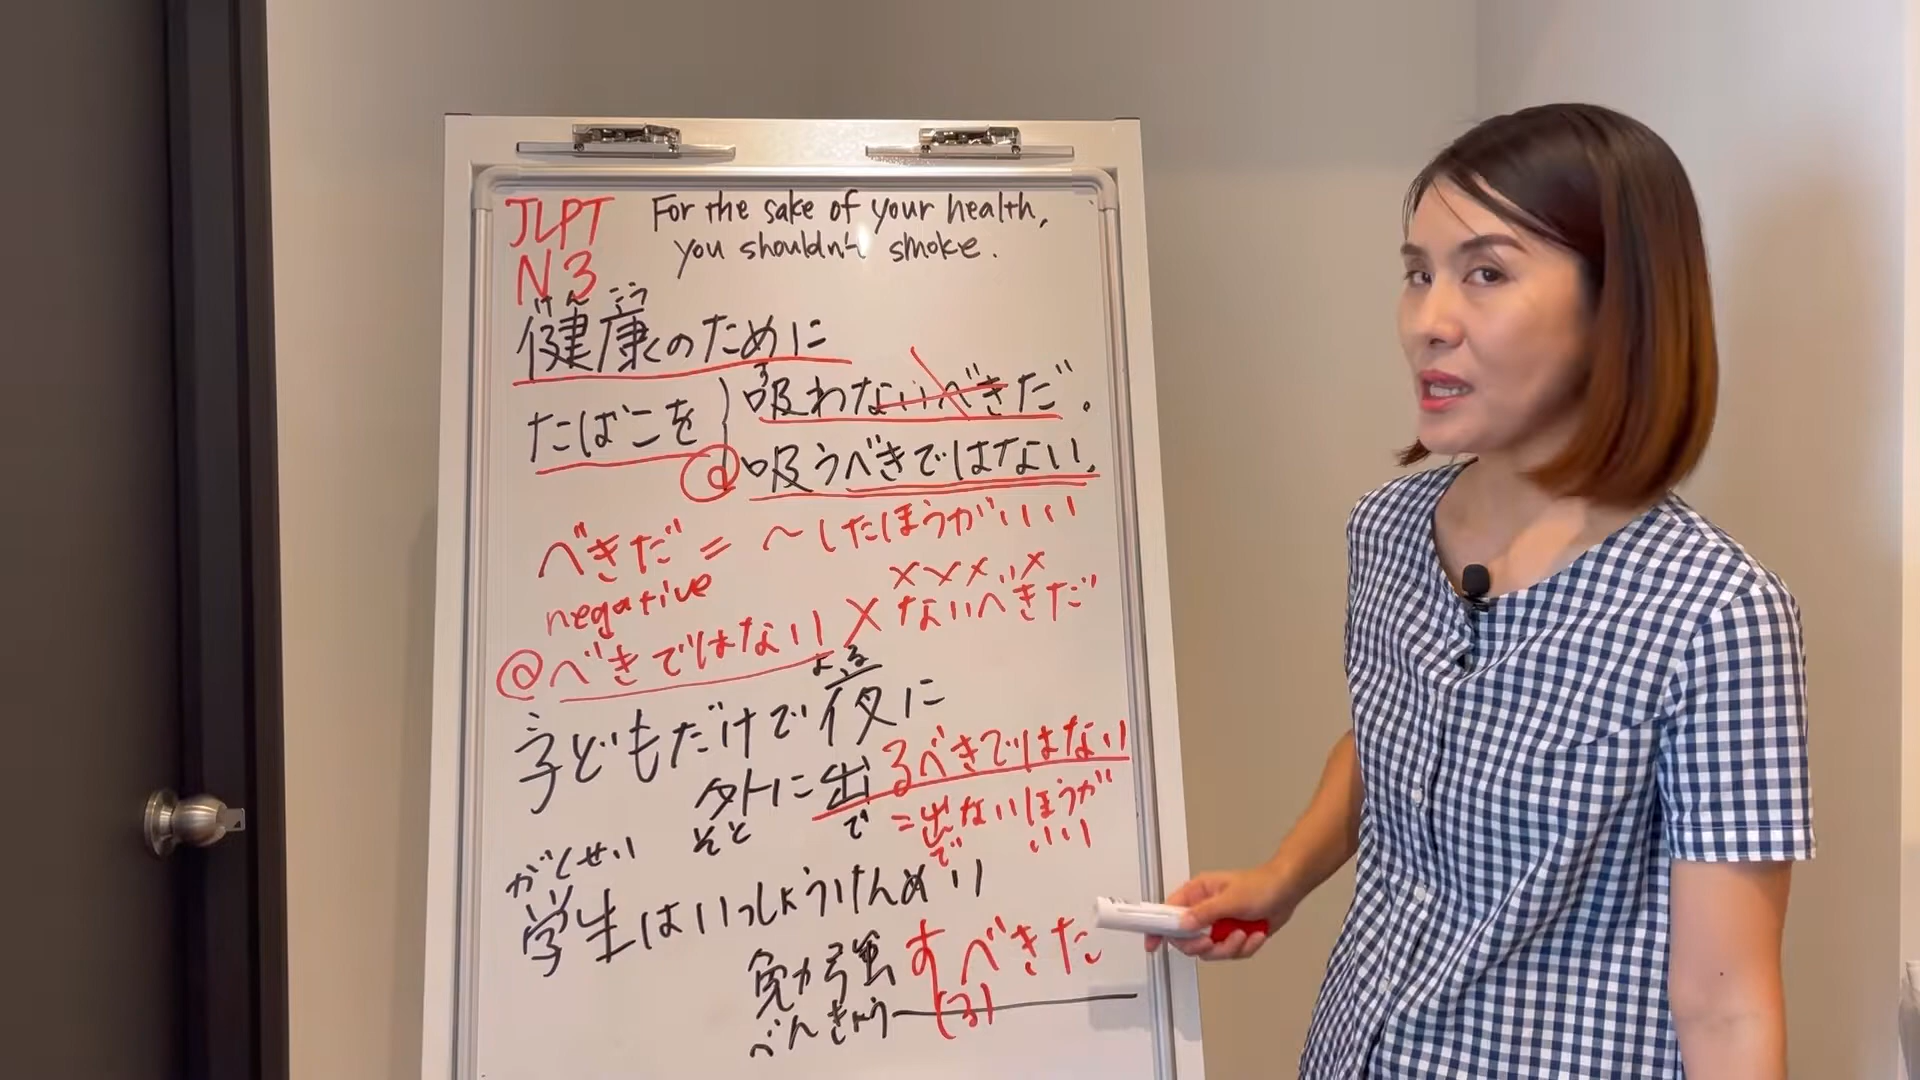 JLPT
N3
For the sake of your health,
you shouldn't smoke.
けんこう
健康のために
たばこを
す
吸わないべきだ。
@吸うべきではない。
べきだ = ～したほうがいい
negative
@べきではない × ないべきだ
××××
よる
子どもだけで夜に
外に出るべきではない
そと で
=出ないほうが
で いい
がくせい
学生はいっしょうけんめい
勉強すべきだ
べんきょう (る)